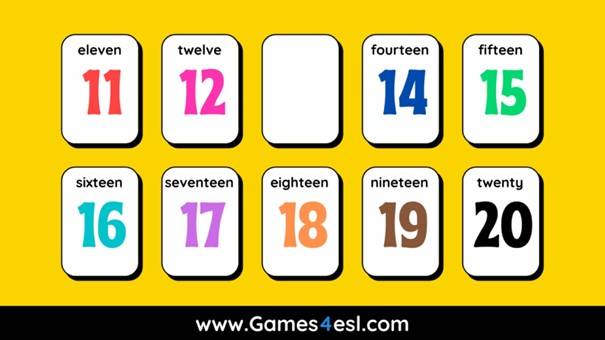 eleven twelve fourteen fifteen
11 12 14 15
sixteen seventeen eighteen nineteen twenty
16 17 18 19 20
www.Games4esl.com